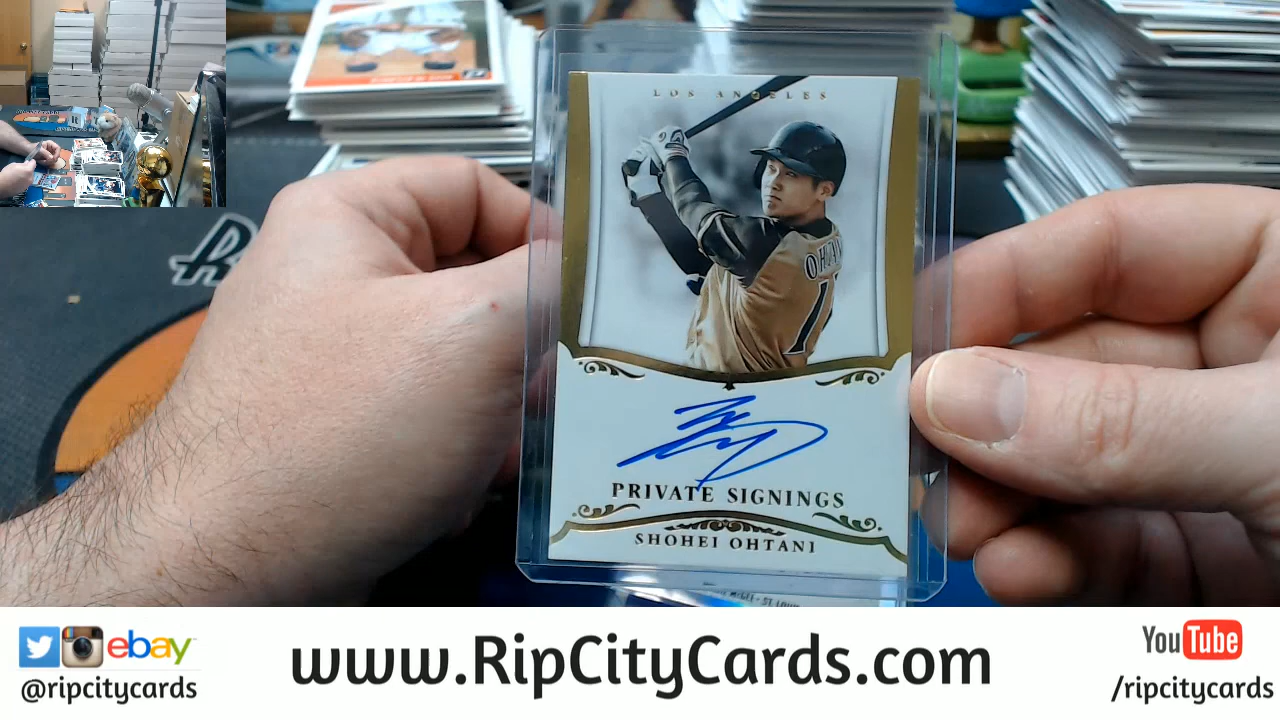 LOS ANGELES
OHTANI
PRIVATE SIGNINGS
SHOHEI OHTANI
ebay
@ripcitycards
www.RipCityCards.com
YouTube
/ripcitycards